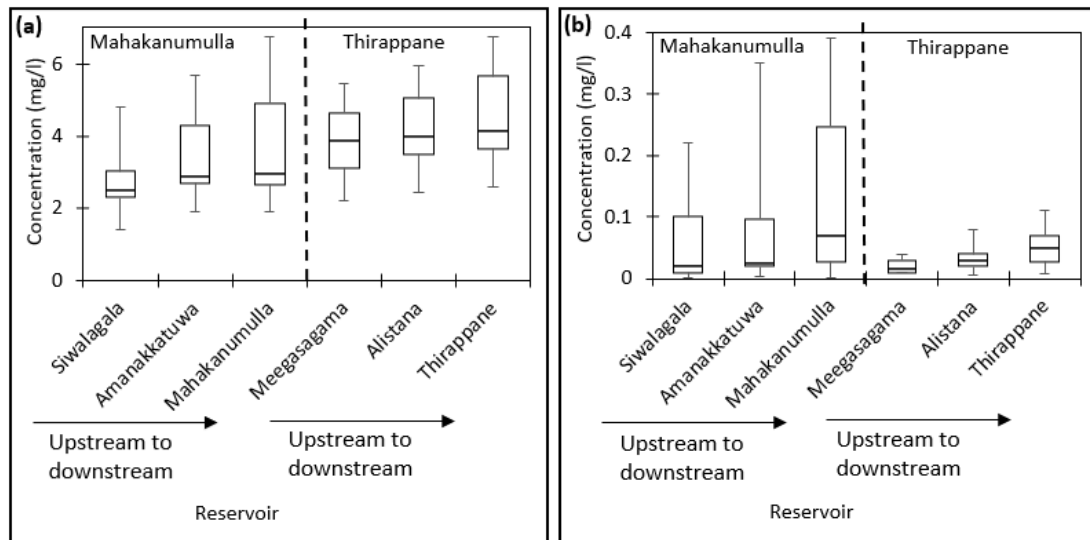 (a)
Mahakanumulla
Thirappane
Concentration (mg/l)
6
4
2
0
Siwalagala
Amanakkatuwa
Mahakanumulla
Meegasagama
Alistana
Thirappane
Upstream to
downstream
Upstream to
downstream
Reservoir
(b)
Mahakanumulla
Thirappane
Concentration (mg/l)
0.4
0.3
0.2
0.1
0
Siwalagala
Amanakkatuwa
Mahakanumulla
Meegasagama
Alistana
Thirappane
Upstream to
downstream
Upstream to
downstream
Reservoir